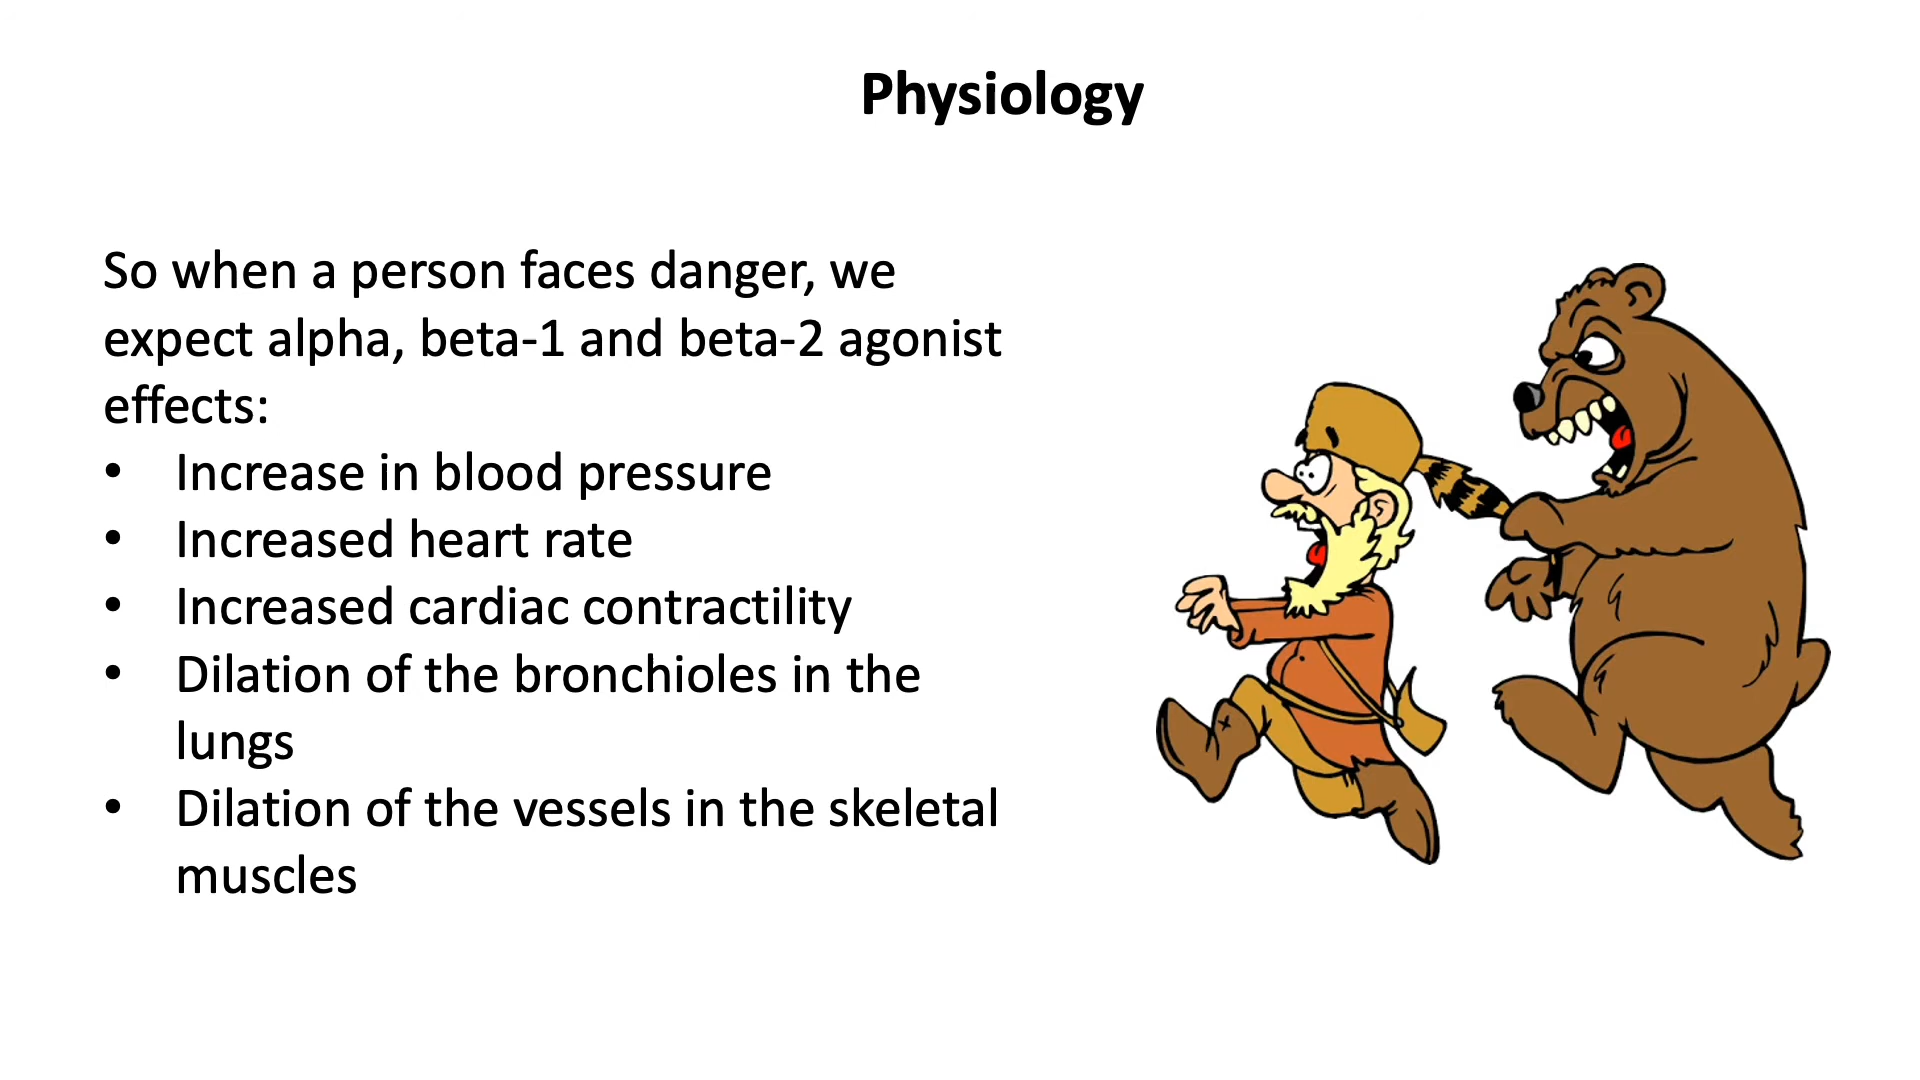 Physiology
So when a person faces danger, we
expect alpha, beta-1 and beta-2 agonist
effects:
• Increase in blood pressure
• Increased heart rate
• Increased cardiac contractility
• Dilation of the bronchioles in the
lungs
• Dilation of the vessels in the skeletal
muscles